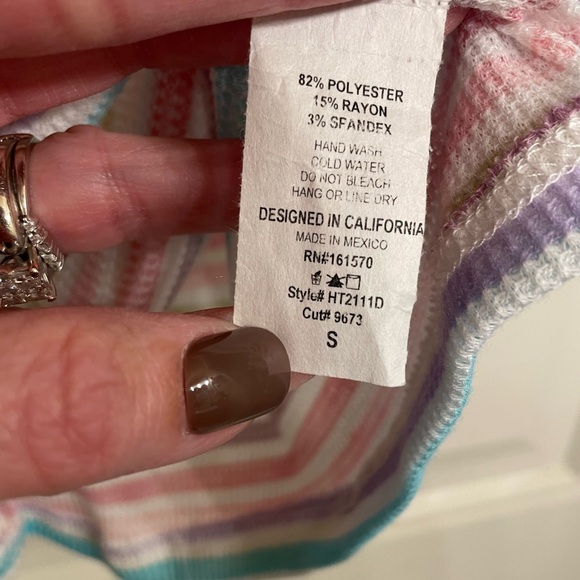 82% POLYESTER
15% RAYON
3% SPANDEX
HAND WASH
COLD WATER
DO NOT BLEACH
HANG OR LINE DRY
DESIGNED IN CALIFORNIA
MADE IN MEXICO
RN#161570
Style# HT2111D
Cut# 9673
S